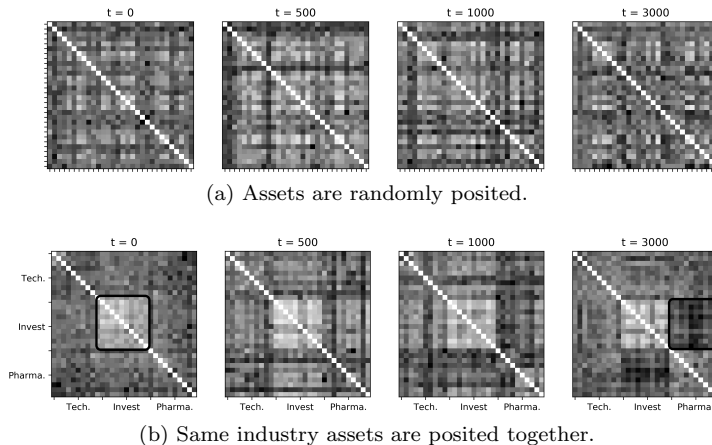 t = 0 t = 500 t = 1000 t = 3000
(a) Assets are randomly posited.
t = 0 t = 500 t = 1000 t = 3000
Tech.
Invest
Pharma.
Tech. Invest Pharma. Tech. Invest Pharma. Tech. Invest Pharma. Tech. Invest Pharma.
(b) Same industry assets are posited together.